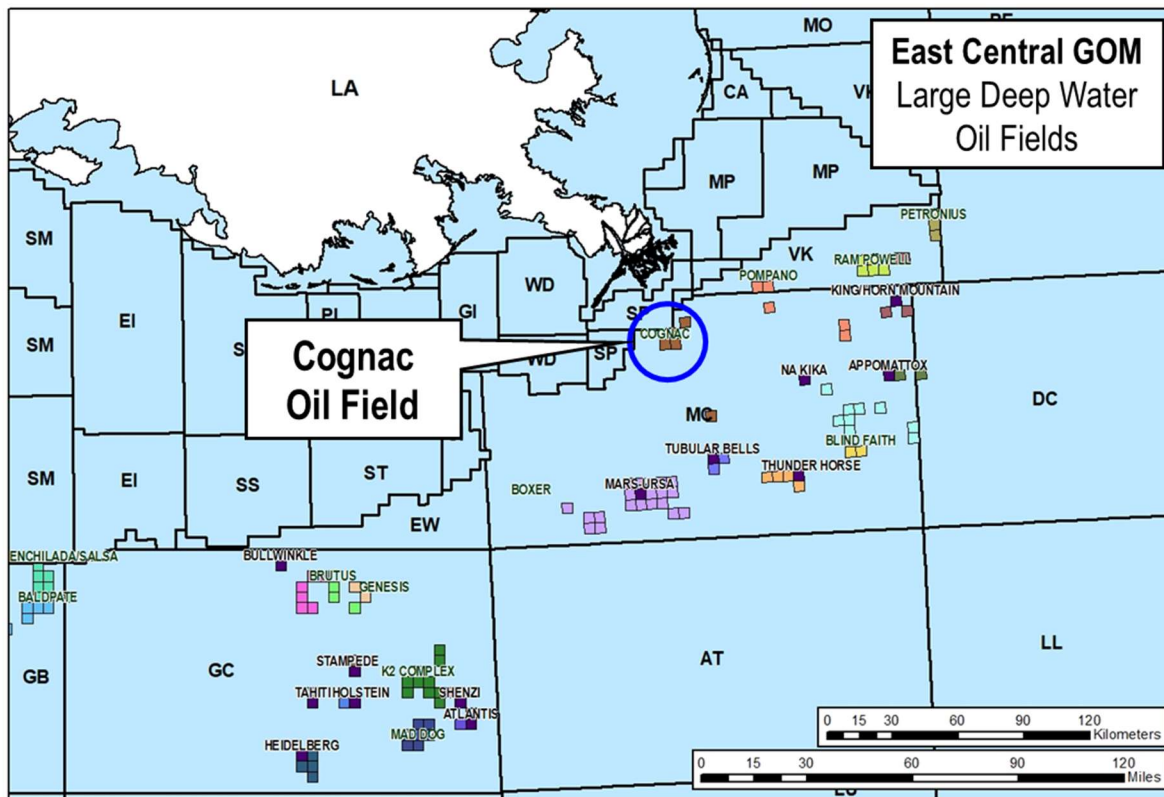 MO
East Central GOM
Large Deep Water
Oil Fields
LA
CA
MP
MP
SM
PETRONIUS
VK
RAM POWELL
POMPANO
WD
KING/HORN MOUNTAIN
EI
GI
SM
COGNAC
Cognac
Oil Field
WD
SP
NA KIKA
APPOMATTOX
DC
MC
BLIND FAITH
TUBULAR BELLS
THUNDER HORSE
SM
EI
SS
ST
MARS-URSA
BOXER
EW
ENCHILADA/SALSA
BULLWINKLE
BRUTUS
GENESIS
BALDPATE
GB
GC
AT
LL
STAMPEDE
K2 COMPLEX
TAHITI
HOLSTEIN
SHENZI
ATLANTIS
MAD DOG
HEIDELBERG
0 15 30 60 90 120
Kilometers
0 15 30 60 90 120
Miles